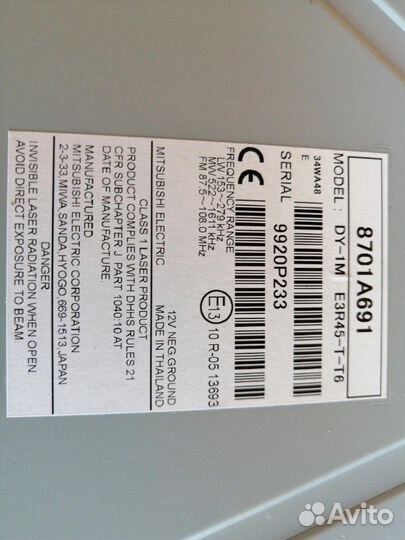 8701A691
MODEL : DY-1M E3R45-T-T6
34WA48
E
SERIAL 9920P233
FREQUENCY RANGE
LW 153~279 kHz
MW 522~1611 kHz
FM 87.5~108.0 MHz
CE
E13 10 R-05 13693
MITSUBISHI ELECTRIC
12V NEG GROUND
MADE IN THAILAND
CLASS 1 LASER PRODUCT
PRODUCT COMPLIES WITH DHHS RULES 21
CFR SUBCHAPTER J PART 1040-10 AT
DATE OF MANUFACTURE.
MANUFACTURED
MITSUBISHI ELECTRIC CORPORATION
2-3-33,MIWA, SANDA, HYOGO, 669-1513, JAPAN
DANGER
INVISIBLE LASER RADIATION WHEN OPEN.
AVOID DIRECT EXPOSURE TO BEAM.
Avito